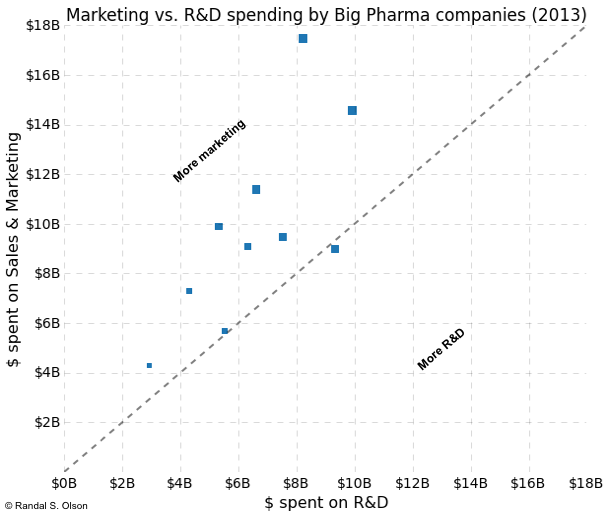 Marketing vs. R&D spending by Big Pharma companies (2013)
$18B
$16B
$14B
$12B
$10B
$8B
$6B
$4B
$2B
$ spent on Sales & Marketing
More marketing
More R&D
$0B $2B $4B $6B $8B $10B $12B $14B $16B $18B
$ spent on R&D
© Randal S. Olson